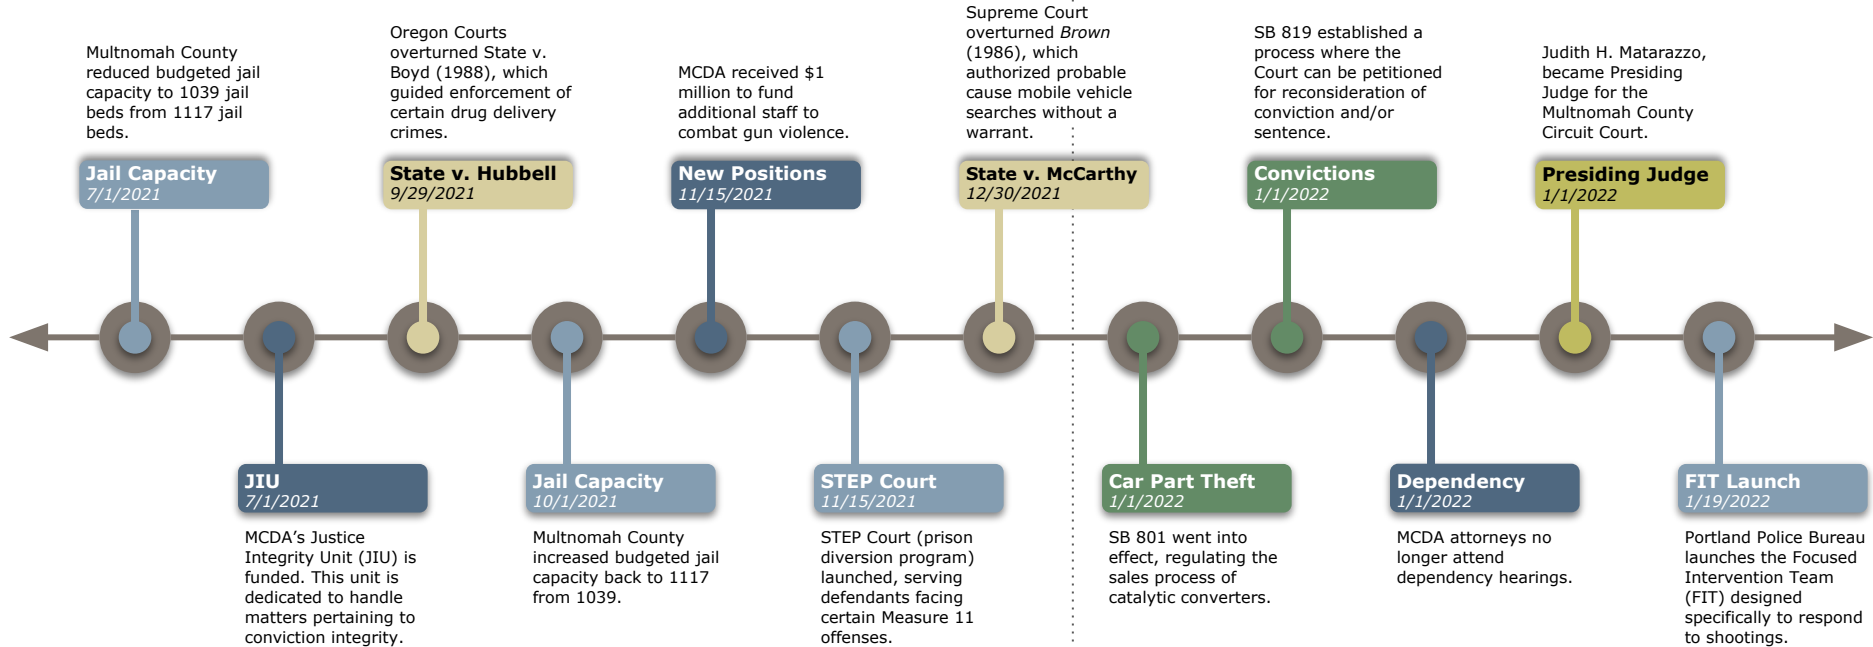 Multnomah County
reduced budgeted jail
capacity to 1039 jail
beds from 1117 jail
beds.
Jail Capacity
7/1/2021
JIU
7/1/2021
MCDA’s Justice
Integrity Unit (JIU) is
funded. This unit is
dedicated to handle
matters pertaining to
conviction integrity.
Oregon Courts
overturned State v.
Boyd (1988), which
guided enforcement of
certain drug delivery
crimes.
State v. Hubbell
9/29/2021
Jail Capacity
10/1/2021
Multnomah County
increased budgeted jail
capacity back to 1117
from 1039.
MCDA received $1
million to fund
additional staff to
combat gun violence.
New Positions
11/15/2021
STEP Court
11/15/2021
STEP Court (prison
diversion program)
launched, serving
defendants facing
certain Measure 11
offenses.
Supreme Court
overturned Brown
(1986), which
authorized probable
cause mobile vehicle
searches without a
warrant.
State v. McCarthy
12/30/2021
Car Part Theft
1/1/2022
SB 801 went into
effect, regulating the
sales process of
catalytic converters.
SB 819 established a
process where the
Court can be petitioned
for reconsideration of
conviction and/or
sentence.
Convictions
1/1/2022
Dependency
1/1/2022
MCDA attorneys no
longer attend
dependency hearings.
Judith H. Matarazzo,
became Presiding
Judge for the
Multnomah County
Circuit Court.
Presiding Judge
1/1/2022
FIT Launch
1/19/2022
Portland Police Bureau
launches the Focused
Intervention Team
(FIT) designed
specifically to respond
to shootings.